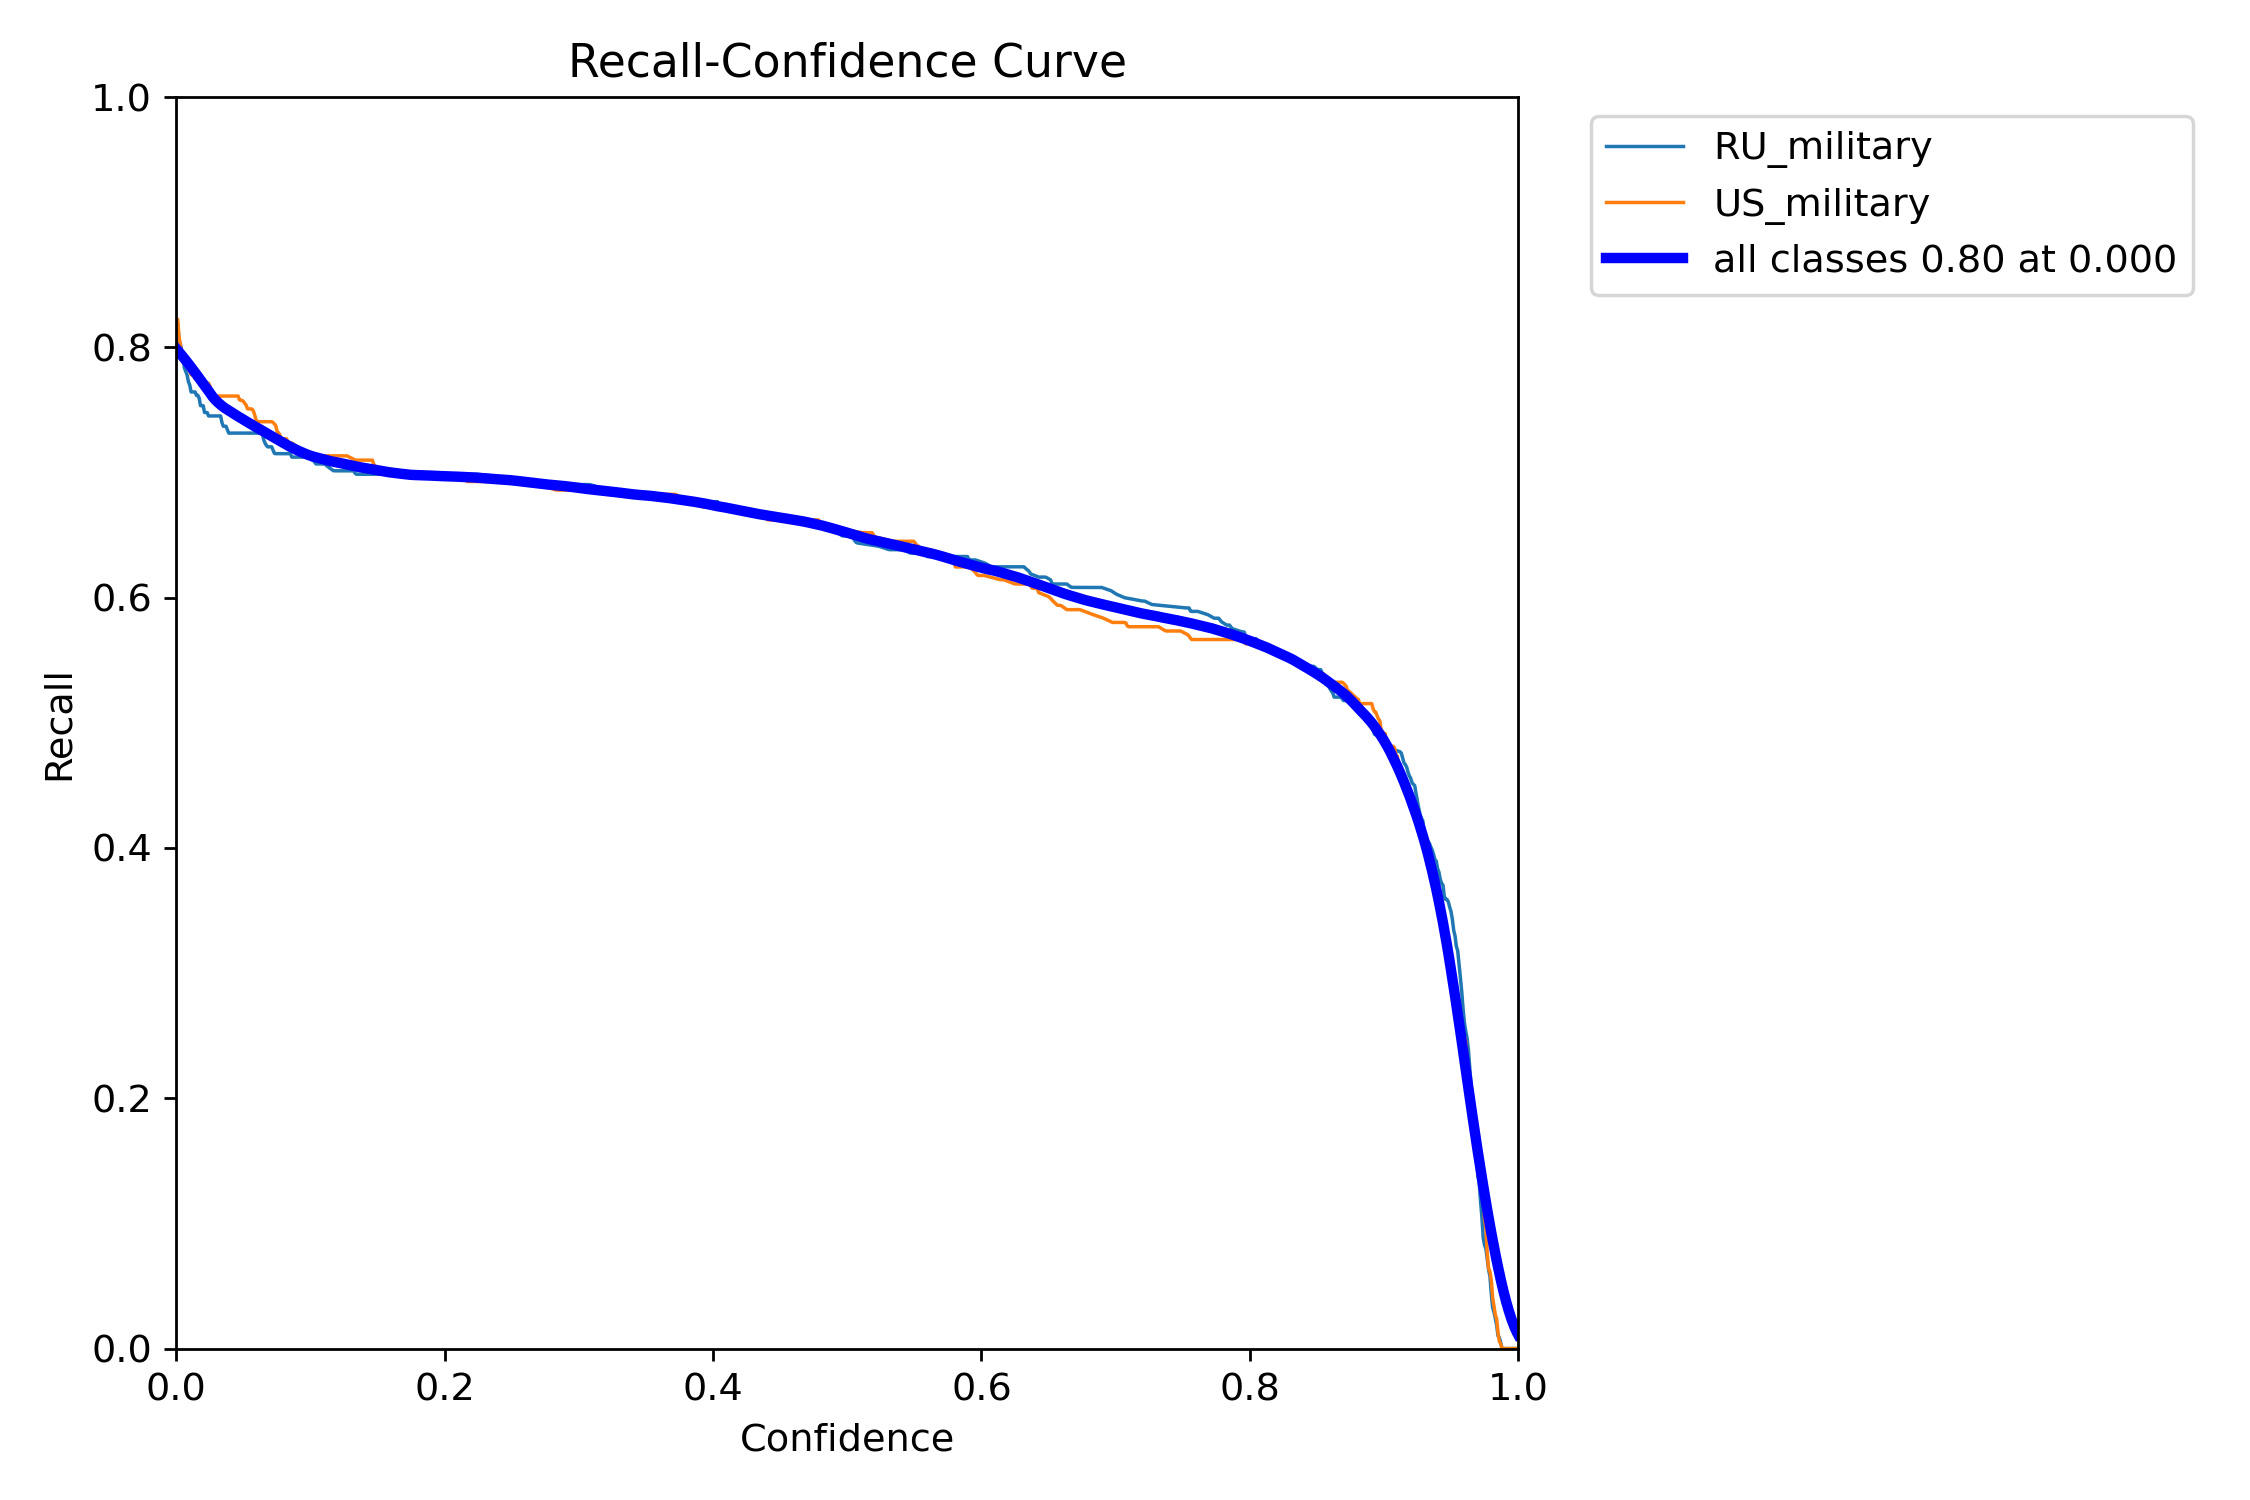 Recall-Confidence Curve
1.0
0.8
0.6
0.4
0.2
0.0
Recall
0.0 0.2 0.4 0.6 0.8 1.0
Confidence
RU_military
US_military
all classes 0.80 at 0.000